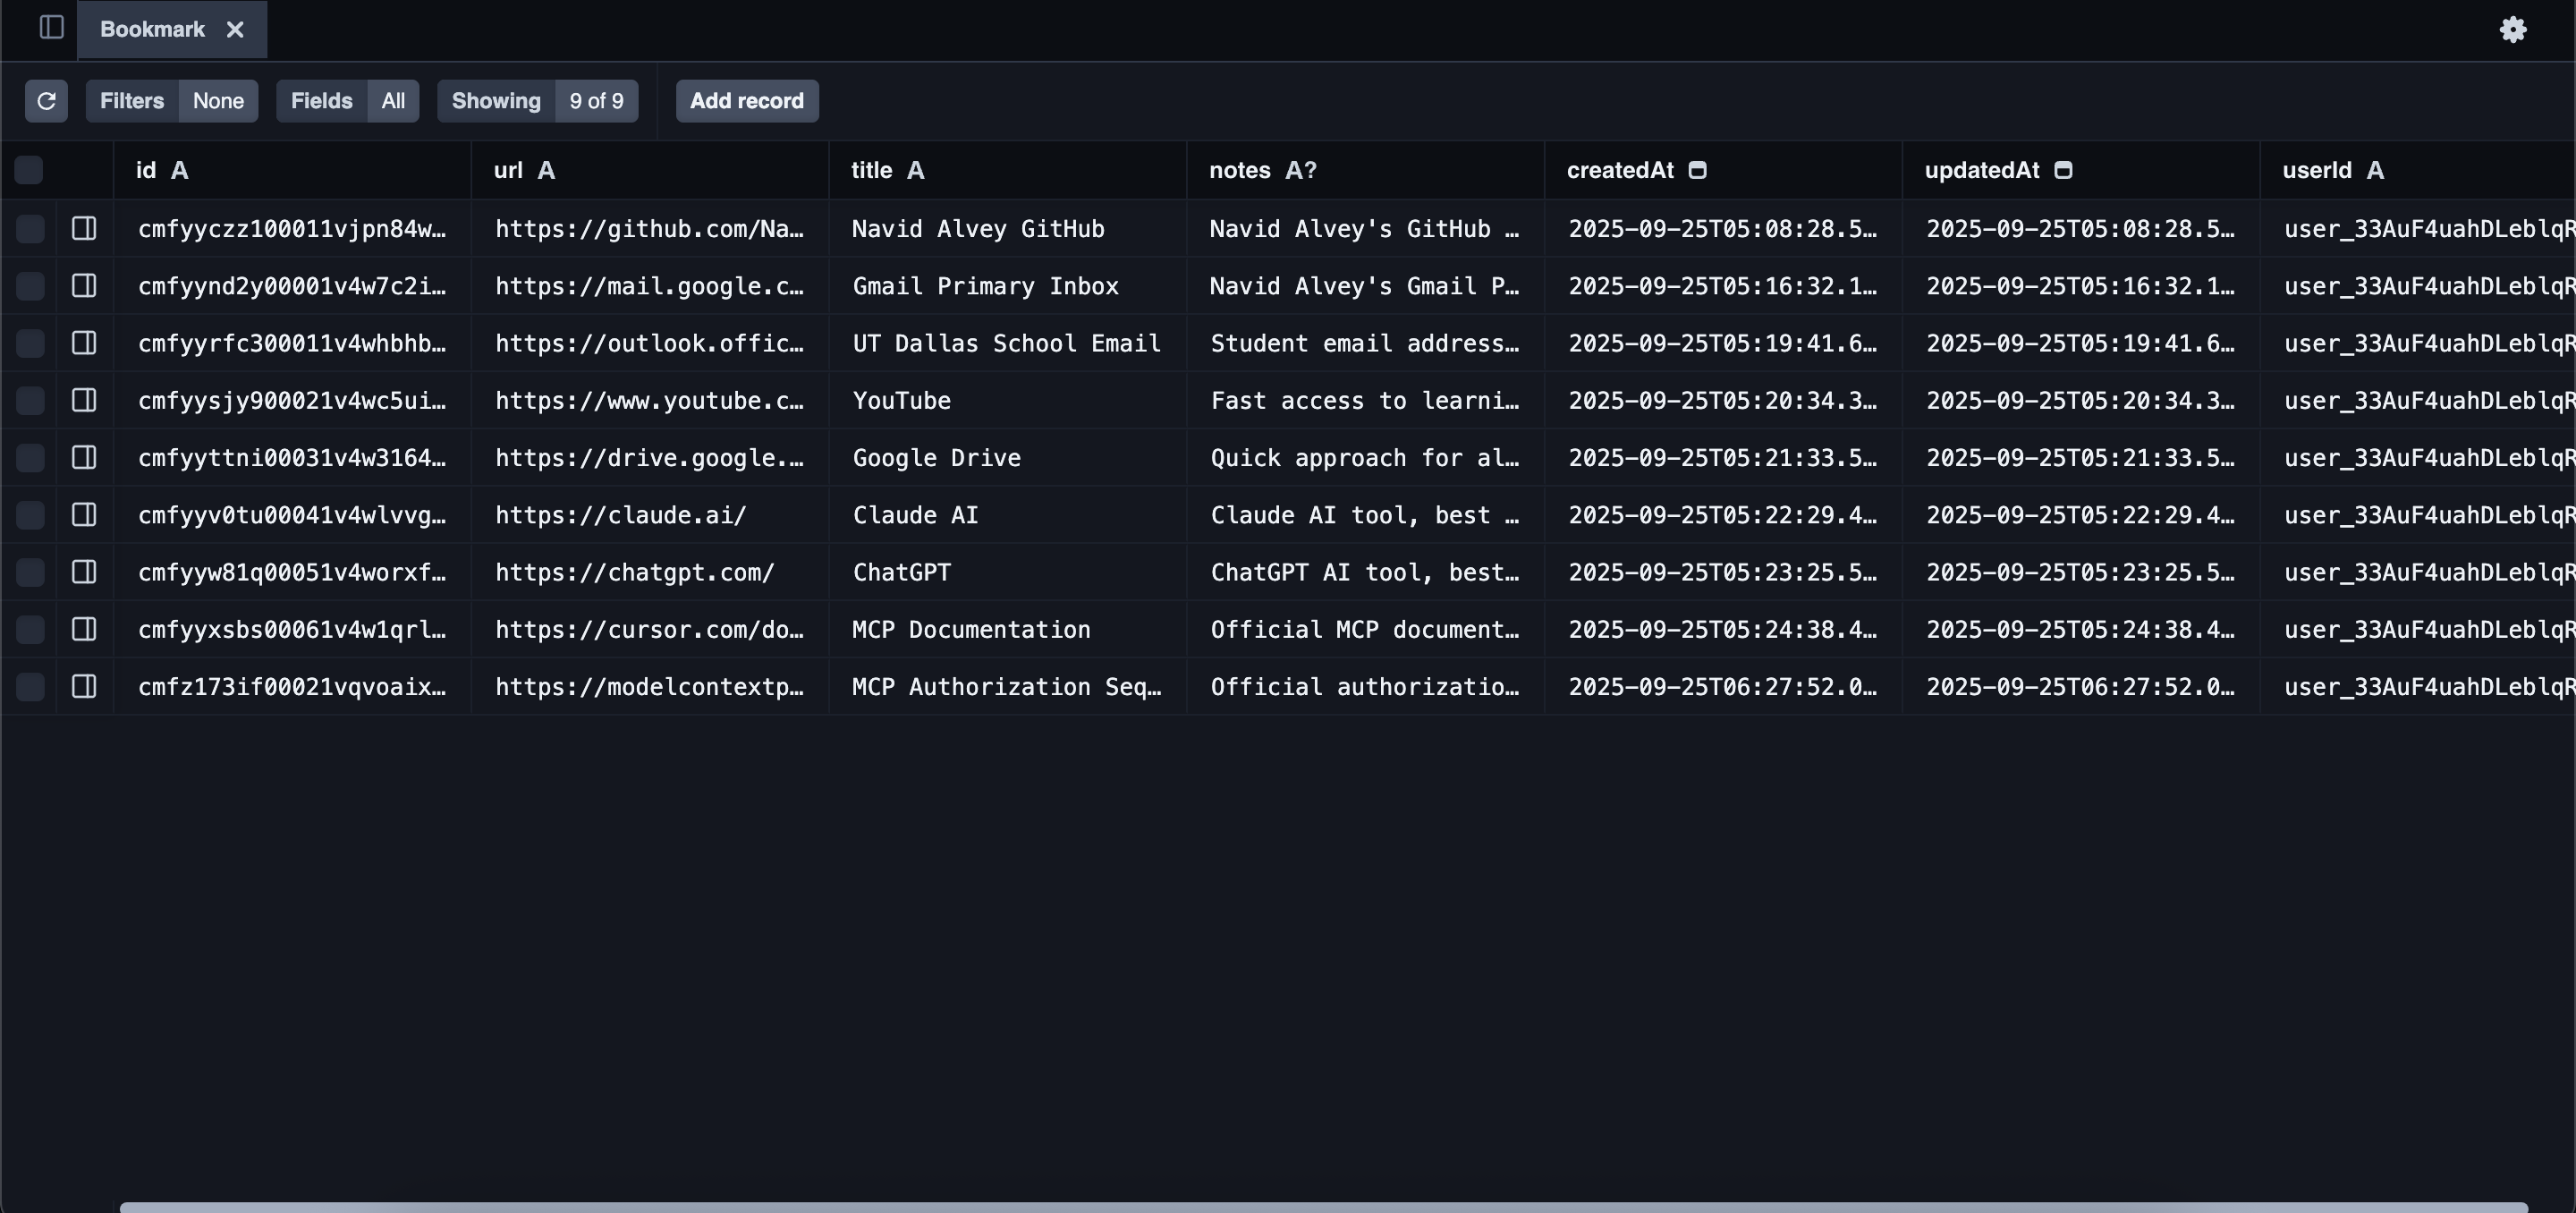 Bookmark
Filters None Fields All Showing 9 of 9 Add record
id A url A title A notes A? createdAt updatedAt userId A
cmfyyczz100011vjpn84w… https://github.com/Na… Navid Alvey GitHub Navid Alvey's GitHub … 2025-09-25T05:08:28.5… 2025-09-25T05:08:28.5… user_33AuF4uahDLeblqR
cmfyynd2y00001v4w7c2i… https://mail.google.c… Gmail Primary Inbox Navid Alvey's Gmail P… 2025-09-25T05:16:32.1… 2025-09-25T05:16:32.1… user_33AuF4uahDLeblqR
cmfyyrfc300011v4whbhb… https://outlook.offic… UT Dallas School Email Student email address… 2025-09-25T05:19:41.6… 2025-09-25T05:19:41.6… user_33AuF4uahDLeblqR
cmfyysjy900021v4wc5ui… https://www.youtube.c… YouTube Fast access to learni… 2025-09-25T05:20:34.3… 2025-09-25T05:20:34.3… user_33AuF4uahDLeblqR
cmfyyttni00031v4w3164… https://drive.google.… Google Drive Quick approach for al… 2025-09-25T05:21:33.5… 2025-09-25T05:21:33.5… user_33AuF4uahDLeblqR
cmfyyv0tu00041v4wlvvg… https://claude.ai/ Claude AI Claude AI tool, best … 2025-09-25T05:22:29.4… 2025-09-25T05:22:29.4… user_33AuF4uahDLeblqR
cmfyyw81q00051v4worxf… https://chatgpt.com/ ChatGPT ChatGPT AI tool, best… 2025-09-25T05:23:25.5… 2025-09-25T05:23:25.5… user_33AuF4uahDLeblqR
cmfyyxsbs00061v4w1qrl… https://cursor.com/do… MCP Documentation Official MCP document… 2025-09-25T05:24:38.4… 2025-09-25T05:24:38.4… user_33AuF4uahDLeblqR
cmfz173if00021vqvoaix… https://modelcontextp… MCP Authorization Seq… Official authorizatio… 2025-09-25T06:27:52.0… 2025-09-25T06:27:52.0… user_33AuF4uahDLeblqR